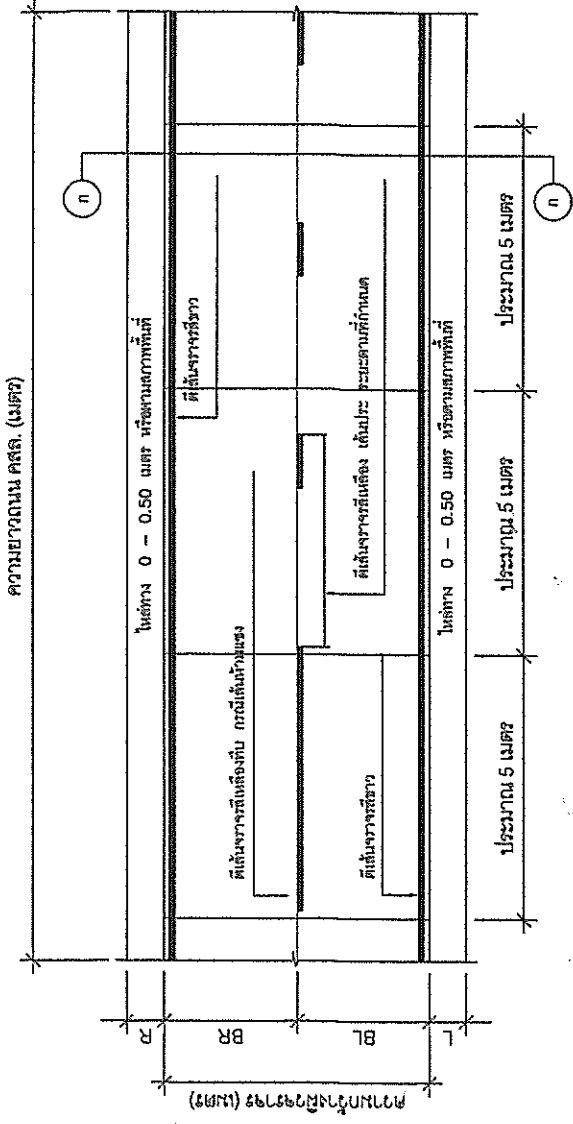 ความยาวถนน คสล. (เมตร)
ก
ไหล่ทาง 0 - 0.50 เมตร หรือตามสภาพพื้นที่
ตีเส้นจราจรสีขาว
ตีเส้นจราจรสีเหลืองทึบ กรณีเส้นห้ามแซง
ตีเส้นจราจรสีเหลือง เส้นประ ระยะตามที่กำหนด
ตีเส้นจราจรสีขาว
ไหล่ทาง 0 - 0.50 เมตร หรือตามสภาพพื้นที่
ประมาณ 5 เมตร
ประมาณ 5 เมตร
ประมาณ 5 เมตร
ก
R
BR
BL
L
ความกว้างผิวจราจร (เมตร)